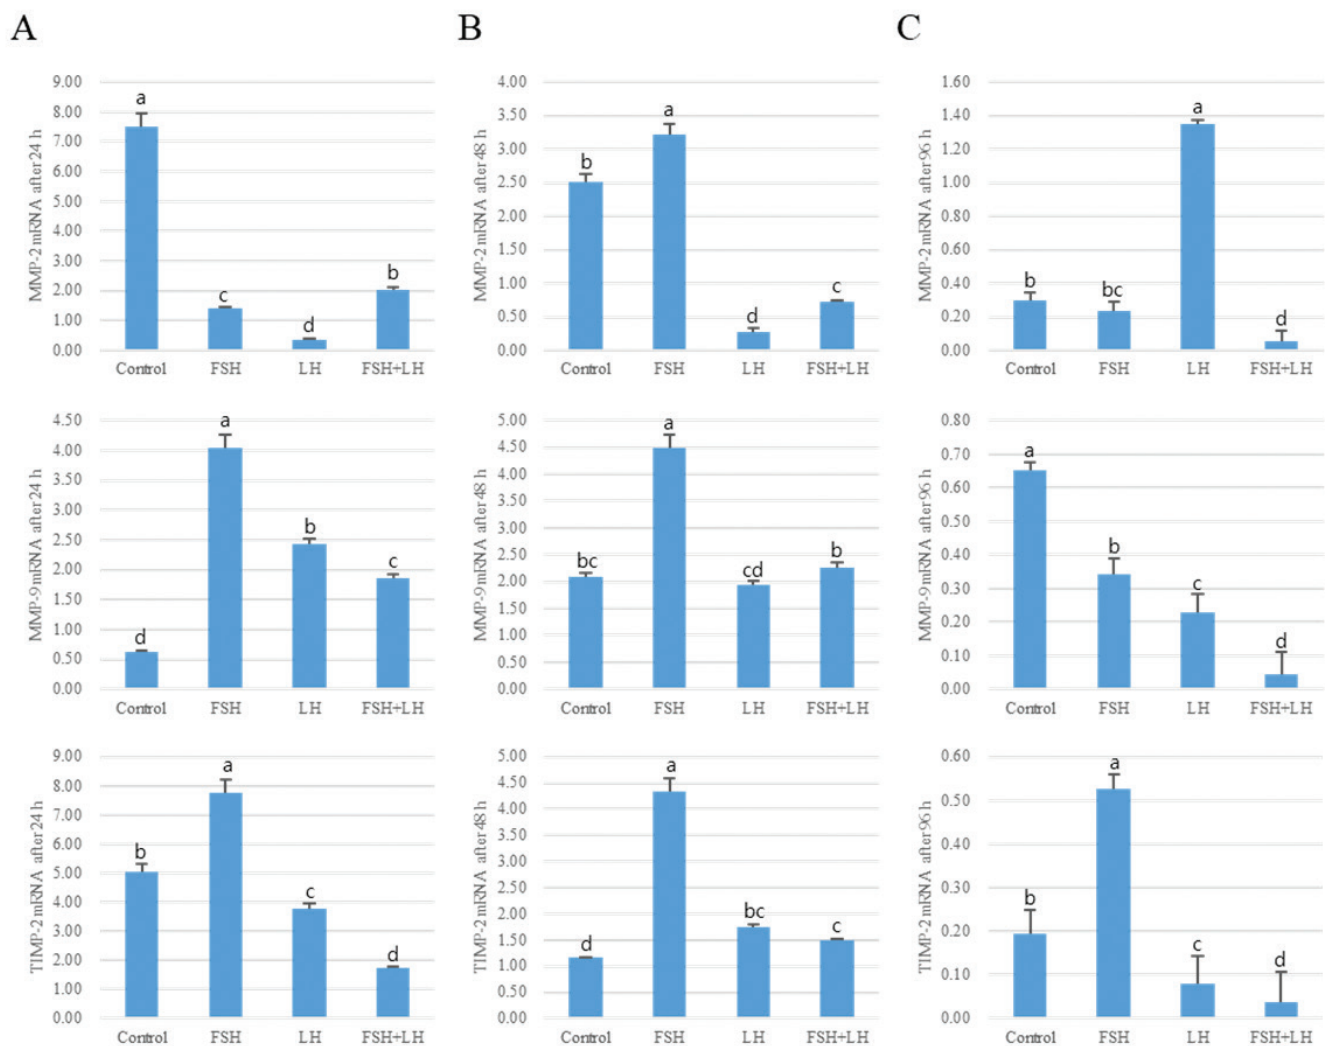 A
B
C
MMP-2 mRNA after 24 h
9.00
8.00
7.00
6.00
5.00
4.00
3.00
2.00
1.00
0.00
a
c
d
b
Control FSH LH FSH+LH
MMP-2 mRNA after 48 h
4.00
3.50
3.00
2.50
2.00
1.50
1.00
0.50
0.00
b
a
d
c
Control FSH LH FSH+LH
MMP-2 mRNA after 96 h
1.60
1.40
1.20
1.00
0.80
0.60
0.40
0.20
0.00
b
bc
a
d
Control FSH LH FSH+LH
MMP-9 mRNA after 24 h
4.50
4.00
3.50
3.00
2.50
2.00
1.50
1.00
0.50
0.00
d
a
b
c
Control FSH LH FSH+LH
MMP-9 mRNA after 48 h
5.00
4.50
4.00
3.50
3.00
2.50
2.00
1.50
1.00
0.50
0.00
bc
a
cd
b
Control FSH LH FSH+LH
MMP-9 mRNA after 96 h
0.80
0.70
0.60
0.50
0.40
0.30
0.20
0.10
0.00
a
b
c
d
Control FSH LH FSH+LH
TIMP-2 mRNA after 24 h
9.00
8.00
7.00
6.00
5.00
4.00
3.00
2.00
1.00
0.00
b
a
c
d
Control FSH LH FSH+LH
TIMP-2 mRNA after 48 h
5.00
4.50
4.00
3.50
3.00
2.50
2.00
1.50
1.00
0.50
0.00
d
a
bc
c
Control FSH LH FSH+LH
TIMP-2 mRNA after 96 h
0.60
0.50
0.40
0.30
0.20
0.10
0.00
b
a
c
d
Control FSH LH FSH+LH